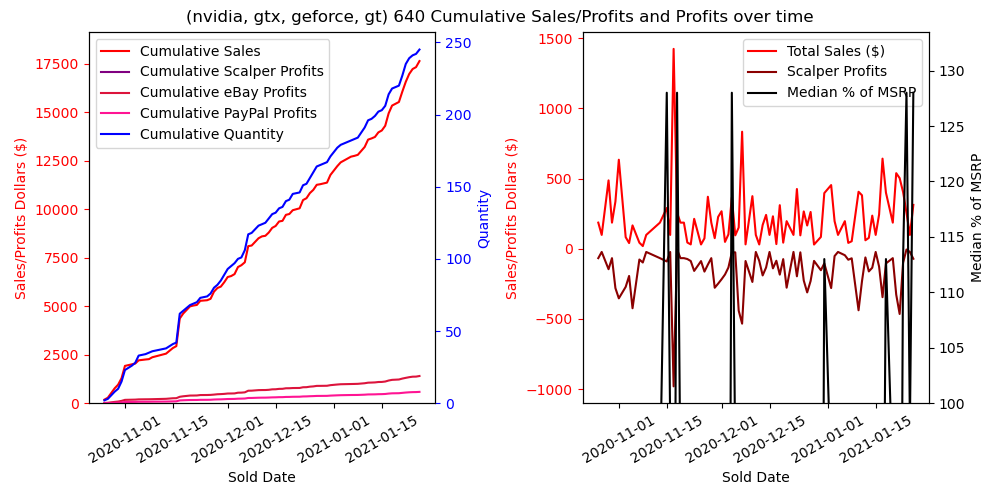 (nvidia, gtx, geforce, gt) 640 Cumulative Sales/Profits and Profits over time
Cumulative Sales
Cumulative Scalper Profits
Cumulative eBay Profits
Cumulative PayPal Profits
Cumulative Quantity
Sales/Profits Dollars ($)
17500
15000
12500
10000
7500
5000
2500
0
250
200
150
100
50
0
Quantity
2020-11-01
2020-11-15
2020-12-01
2020-12-15
2021-01-01
2021-01-15
Sold Date
Total Sales ($)
Scalper Profits
Median % of MSRP
Sales/Profits Dollars ($)
1500
1000
500
0
−500
−1000
130
125
120
115
110
105
100
Median % of MSRP
2020-11-01
2020-11-15
2020-12-01
2020-12-15
2021-01-01
2021-01-15
Sold Date